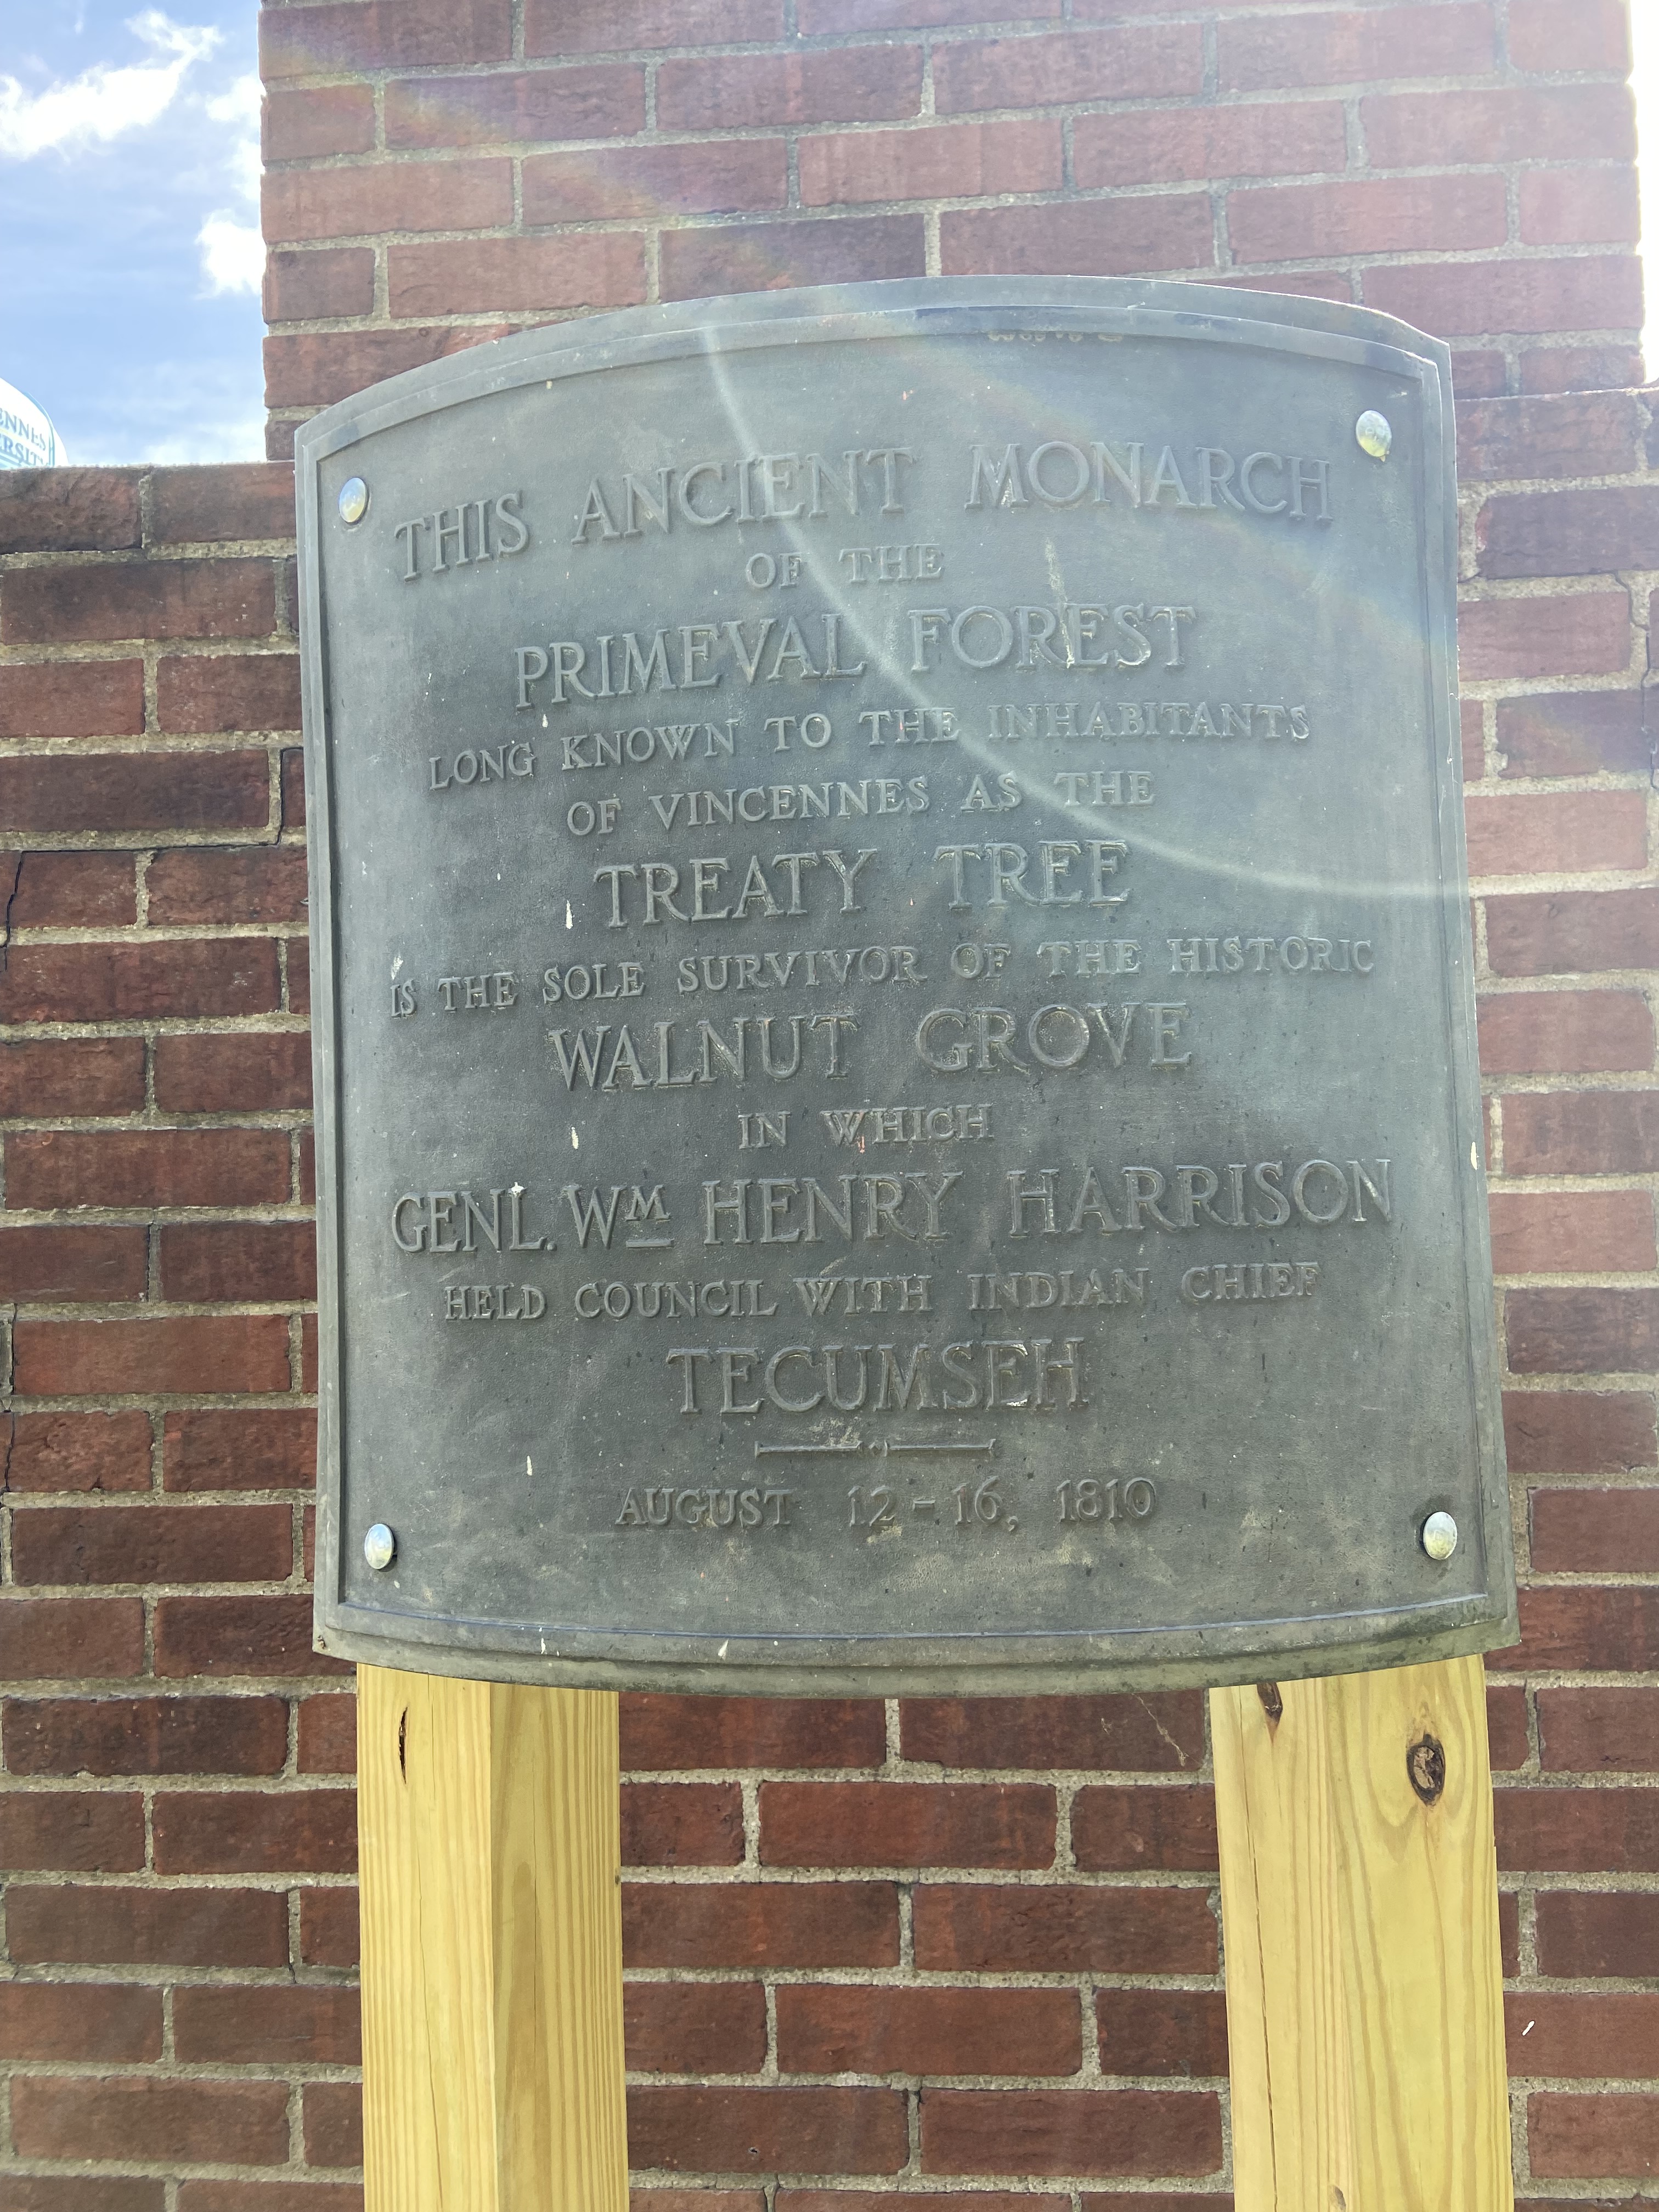 THIS ANCIENT MONARCH
OF THE
PRIMEVAL FOREST
LONG KNOWN TO THE INHABITANTS
OF VINCENNES AS THE
TREATY TREE
IS THE SOLE SURVIVOR OF THE HISTORIC
WALNUT GROVE
IN WHICH
GENL. WM HENRY HARRISON
HELD COUNCIL WITH INDIAN CHIEF
TECUMSEH
AUGUST 12-16, 1810
ENNES
ERSIT